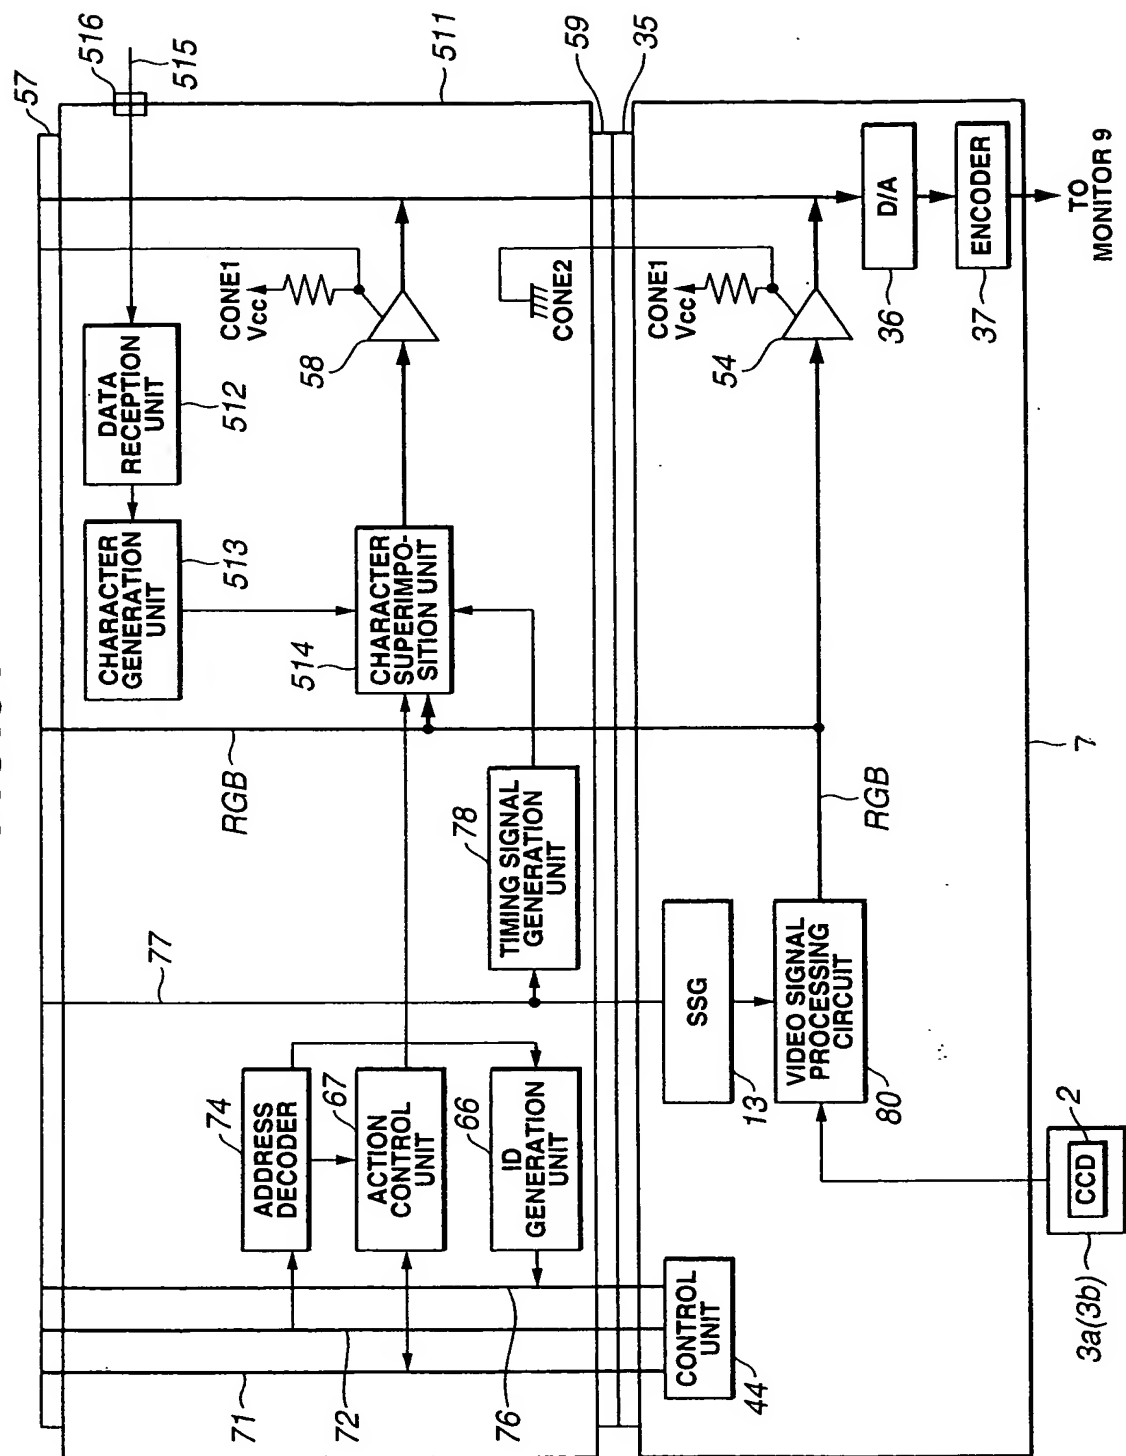 57
516
515
511
59
35
71
72
76
77
RGB
74
ADDRESS
DECODER
67
ACTION
CONTROL
UNIT
66
ID
GENERATION
UNIT
78
TIMING SIGNAL
GENERATION
UNIT
CHARACTER
GENERATION
UNIT
513
DATA
RECEPTION
UNIT
512
514
CHARACTER
SUPERIMPO-
SITION UNIT
CONE1
Vcc
58
CONE2
CONTROL
UNIT
44
SSG
13
VIDEO SIGNAL
PROCESSING
CIRCUIT
80
RGB
CONE1
Vcc
54
D/A
36
ENCODER
37
TO
MONITOR 9
CCD
2
3a(3b)
7